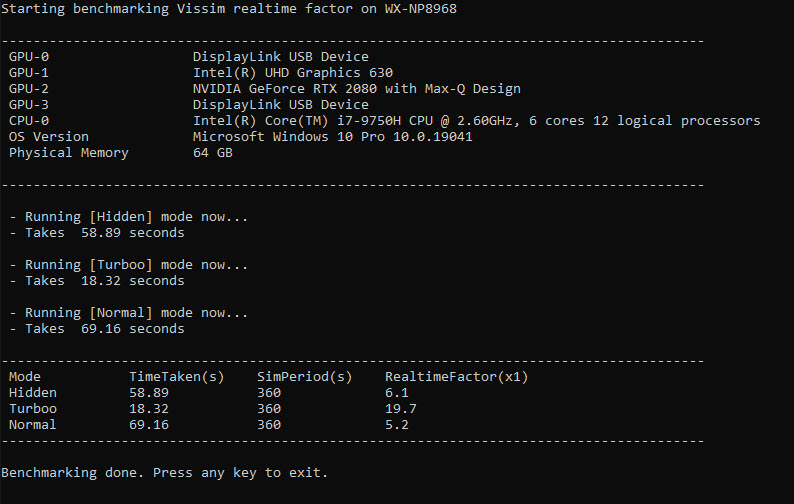 Starting benchmarking Vissim realtime factor on WX-NP8968
----------------------------------------------------------------------------------------
GPU-0 DisplayLink USB Device
GPU-1 Intel(R) UHD Graphics 630
GPU-2 NVIDIA GeForce RTX 2080 with Max-Q Design
GPU-3 DisplayLink USB Device
CPU-0 Intel(R) Core(TM) i7-9750H CPU @ 2.60GHz, 6 cores 12 logical processors
OS Version Microsoft Windows 10 Pro 10.0.19041
Physical Memory 64 GB
----------------------------------------------------------------------------------------
- Running [Hidden] mode now...
- Takes  58.89 seconds
- Running [Turboo] mode now...
- Takes  18.32 seconds
- Running [Normal] mode now...
- Takes  69.16 seconds
----------------------------------------------------------------------------------------
Mode TimeTaken(s) SimPeriod(s) RealtimeFactor(x1)
Hidden 58.89 360 6.1
Turboo 18.32 360 19.7
Normal 69.16 360 5.2
----------------------------------------------------------------------------------------
Benchmarking done. Press any key to exit.